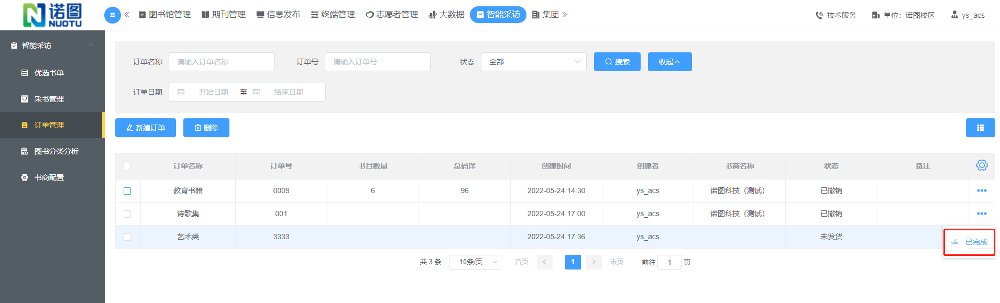 诺图 NUOTU
图书馆管理 期刊管理 信息发布 终端管理 志愿者管理 大数据 智能采访 集团 技术服务 单位：诺图校区 ys_acs
智能采访
优选书单
采书管理
订单管理
图书分类分析
书商配置
订单名称 请输入订单名称 订单号 请输入订单号 状态 全部 搜索 收起
订单日期 开始日期 至 结束日期
新建订单 删除
订单名称 订单号 书目数量 总码洋 创建时间 创建者 书商名称 状态 备注
教育书籍 0009 6 96 2022-05-24 14:30 ys_acs 诺图科技（测试） 已撤销
诗歌集 001 2022-05-24 17:00 ys_acs 诺图科技（测试） 已撤销
艺术类 3333 2022-05-24 17:36 ys_acs 未发货
已完成
共 3 条 10条/页 首页 1 末页 前往 1 页